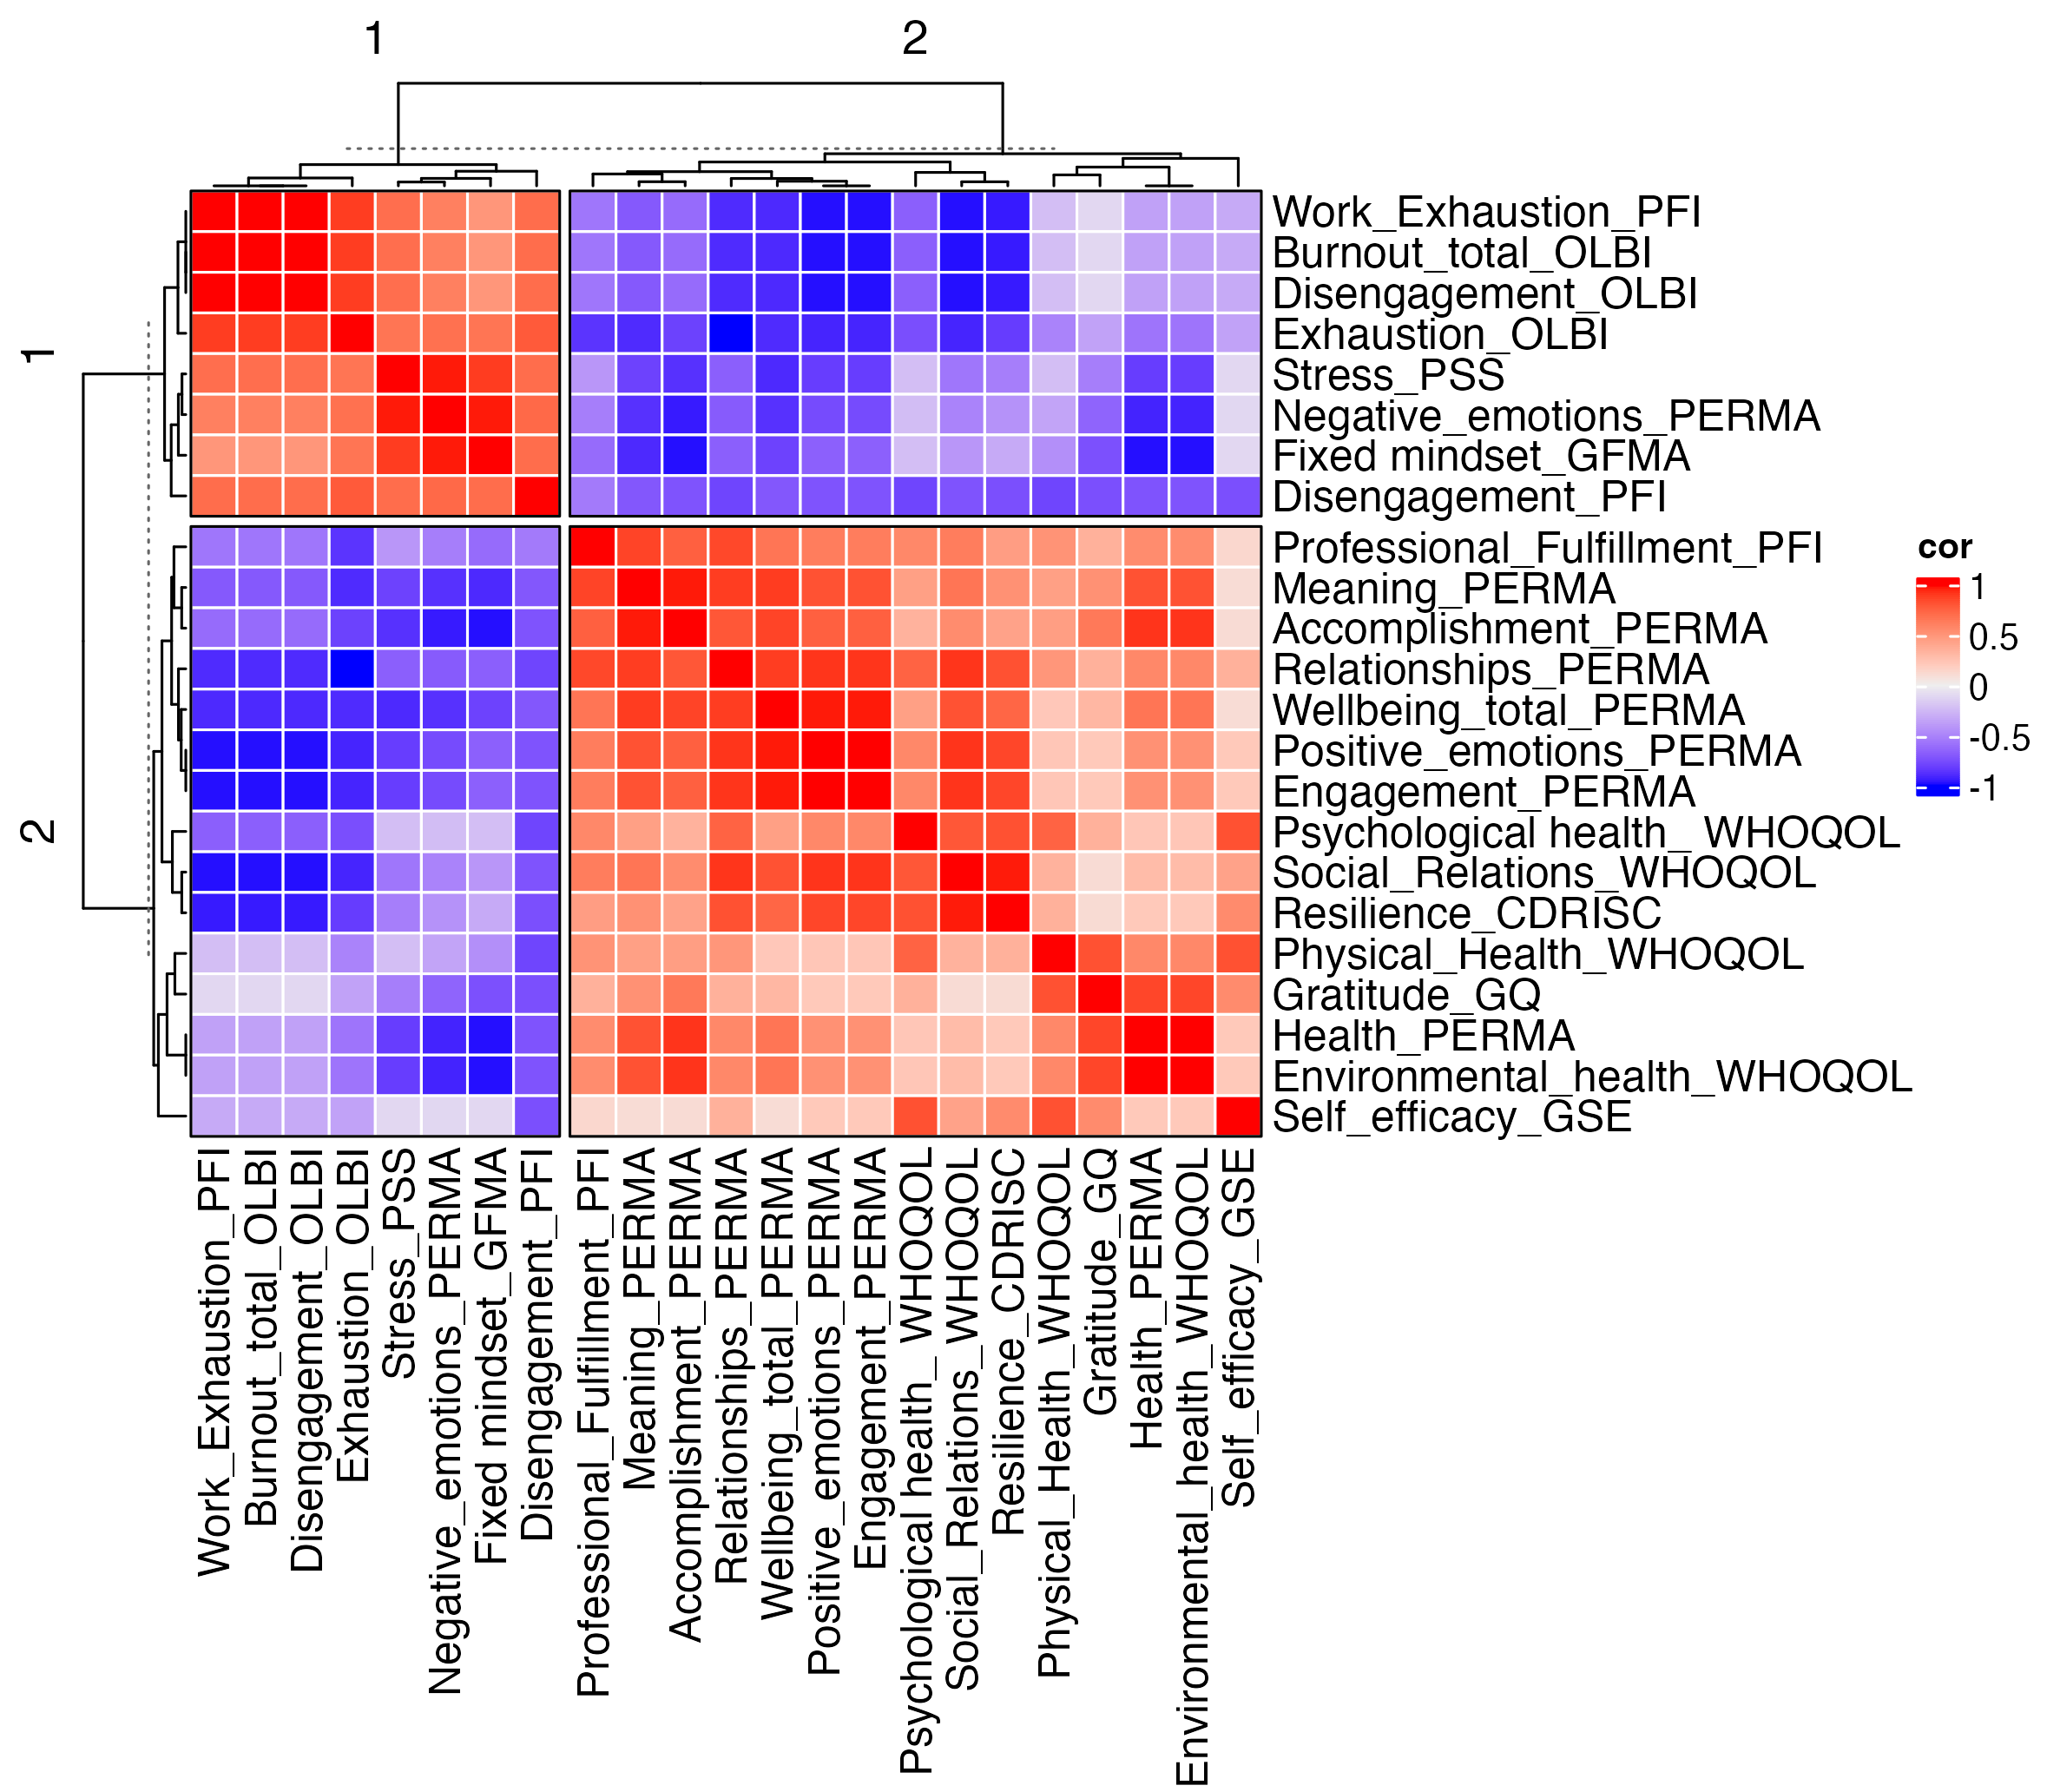 1
2
1
2
Work_Exhaustion_PFI
Burnout_total_OLBI
Disengagement_OLBI
Exhaustion_OLBI
Stress_PSS
Negative_emotions_PERMA
Fixed mindset_GFMA
Disengagement_PFI
Professional_Fulfillment_PFI
Meaning_PERMA
Accomplishment_PERMA
Relationships_PERMA
Wellbeing_total_PERMA
Positive_emotions_PERMA
Engagement_PERMA
Psychological health_ WHOQOL
Social_Relations_WHOQOL
Resilience_CDRISC
Physical_Health_WHOQOL
Gratitude_GQ
Health_PERMA
Environmental_health_WHOQOL
Self_efficacy_GSE
cor
1
0.5
0
-0.5
-1
Work_Exhaustion_PFI
Burnout_total_OLBI
Disengagement_OLBI
Exhaustion_OLBI
Stress_PSS
Negative_emotions_PERMA
Fixed mindset_GFMA
Disengagement_PFI
Professional_Fulfillment_PFI
Meaning_PERMA
Accomplishment_PERMA
Relationships_PERMA
Wellbeing_total_PERMA
Positive_emotions_PERMA
Engagement_PERMA
Psychological health_ WHOQOL
Social_Relations_WHOQOL
Resilience_CDRISC
Physical_Health_WHOQOL
Gratitude_GQ
Health_PERMA
Environmental_health_WHOQOL
Self_efficacy_GSE